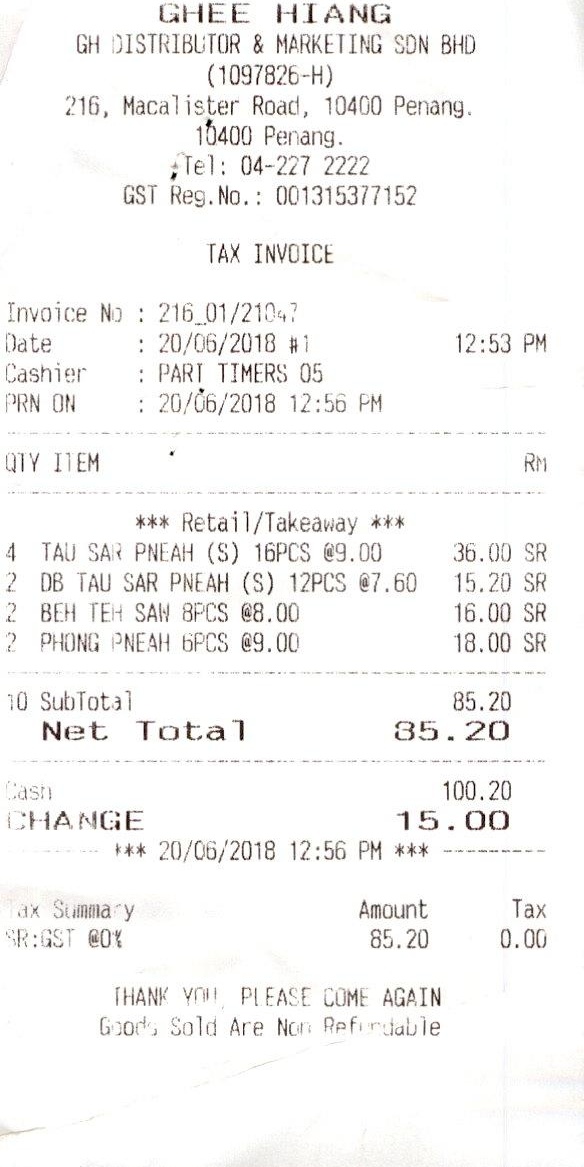 GHEE HIANG
GH DISTRIBUTOR & MARKETING SDN BHD
(1097826-H)
216, Macalister Road, 10400 Penang.
10400 Penang.
Tel: 04-227 2222
GST Reg.No.: 001315377152
TAX INVOICE
Invoice No : 216_01/21047
Date : 20/06/2018 #1 12:53 PM
Cashier : PART TIMERS 05
PRN ON : 20/06/2018 12:56 PM
QTY ITEM RM
*** Retail/Takeaway ***
4 TAU SAR PNEAH (S) 16PCS @9.00 36.00 SR
2 DB TAU SAR PNEAH (S) 12PCS @7.60 15.20 SR
2 BEH TEH SAW 8PCS @8.00 16.00 SR
2 PHONG PNEAH 6PCS @9.00 18.00 SR
10 SubTotal 85.20
Net Total 85.20
Cash 100.20
CHANGE 15.00
-------- *** 20/06/2018 12:56 PM *** ---------
Tax Summary Amount Tax
SR:GST @0% 85.20 0.00
THANK YOU, PLEASE COME AGAIN
Goods Sold Are Non Refundable